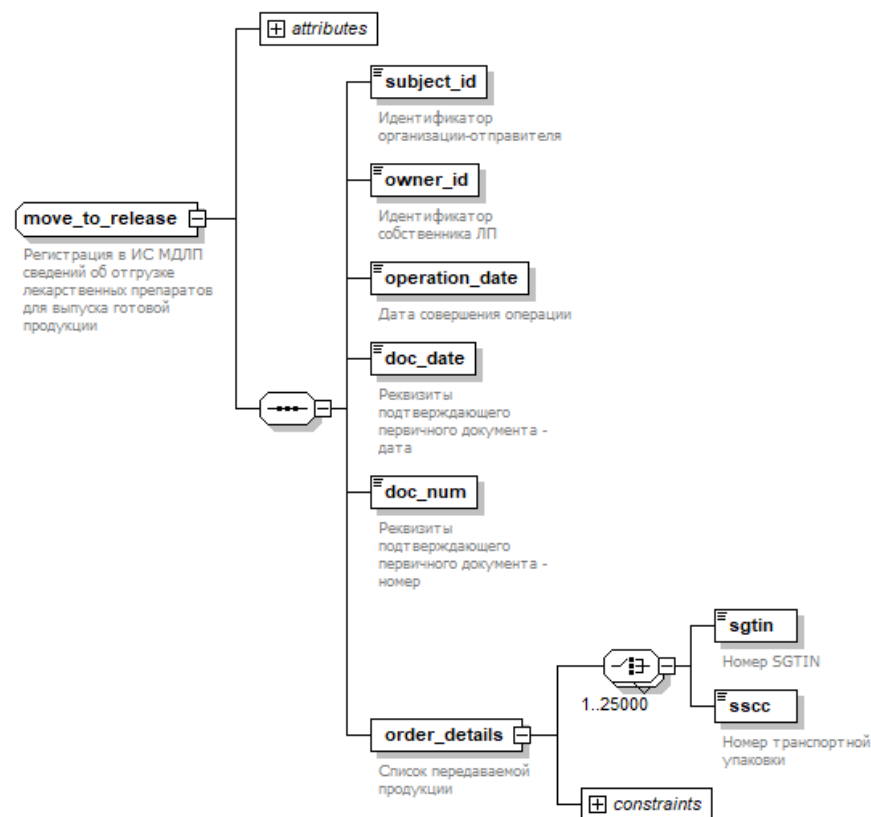 attributes
subject_id
Идентификатор
организации-отправителя
owner_id
Идентификатор
собственника ЛП
move_to_release
Регистрация в ИС МДЛП
сведений об отгрузке
лекарственных препаратов
для выпуска готовой
продукции
operation_date
Дата совершения операции
doc_date
Реквизиты
подтверждающего
первичного документа -
дата
doc_num
Реквизиты
подтверждающего
первичного документа -
номер
order_details
Список передаваемой
продукции
1..25000
sgtin
Номер SGTIN
sscc
Номер транспортной
упаковки
constraints